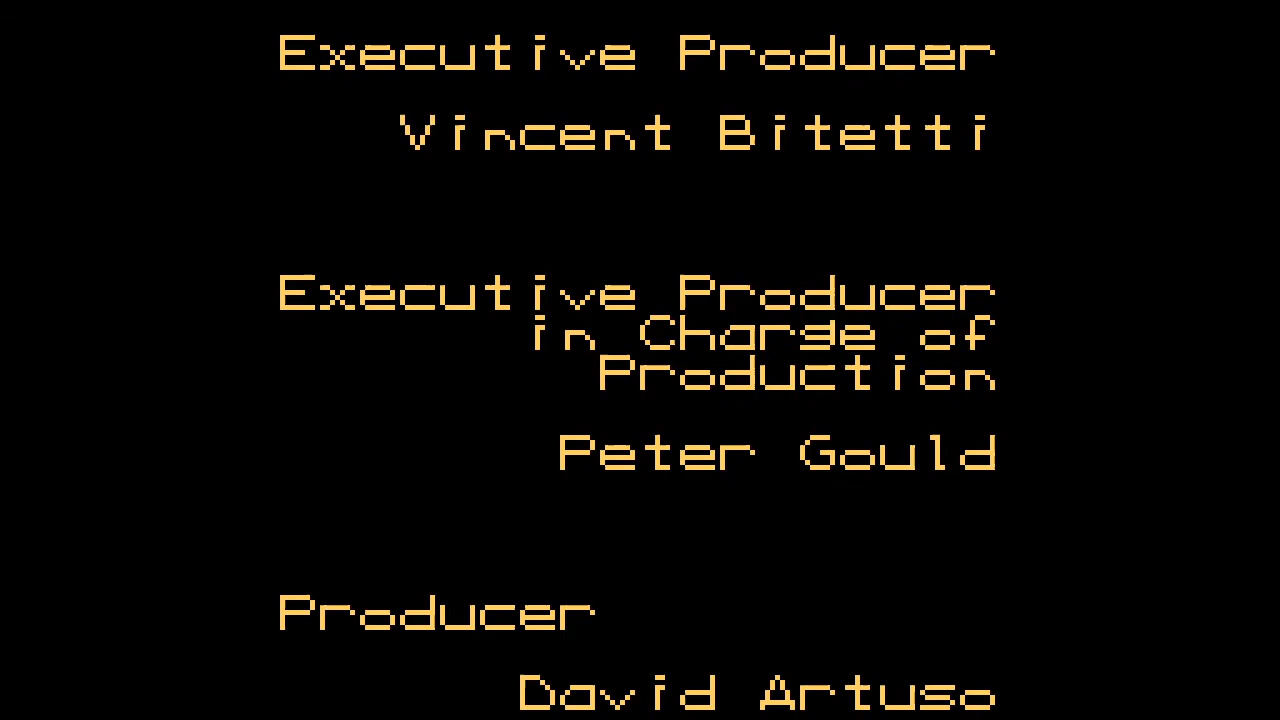 Executive Producer
Vincent Bitetti
Executive Producer
in Charge of
Production
Peter Gould
Producer
David Artuso